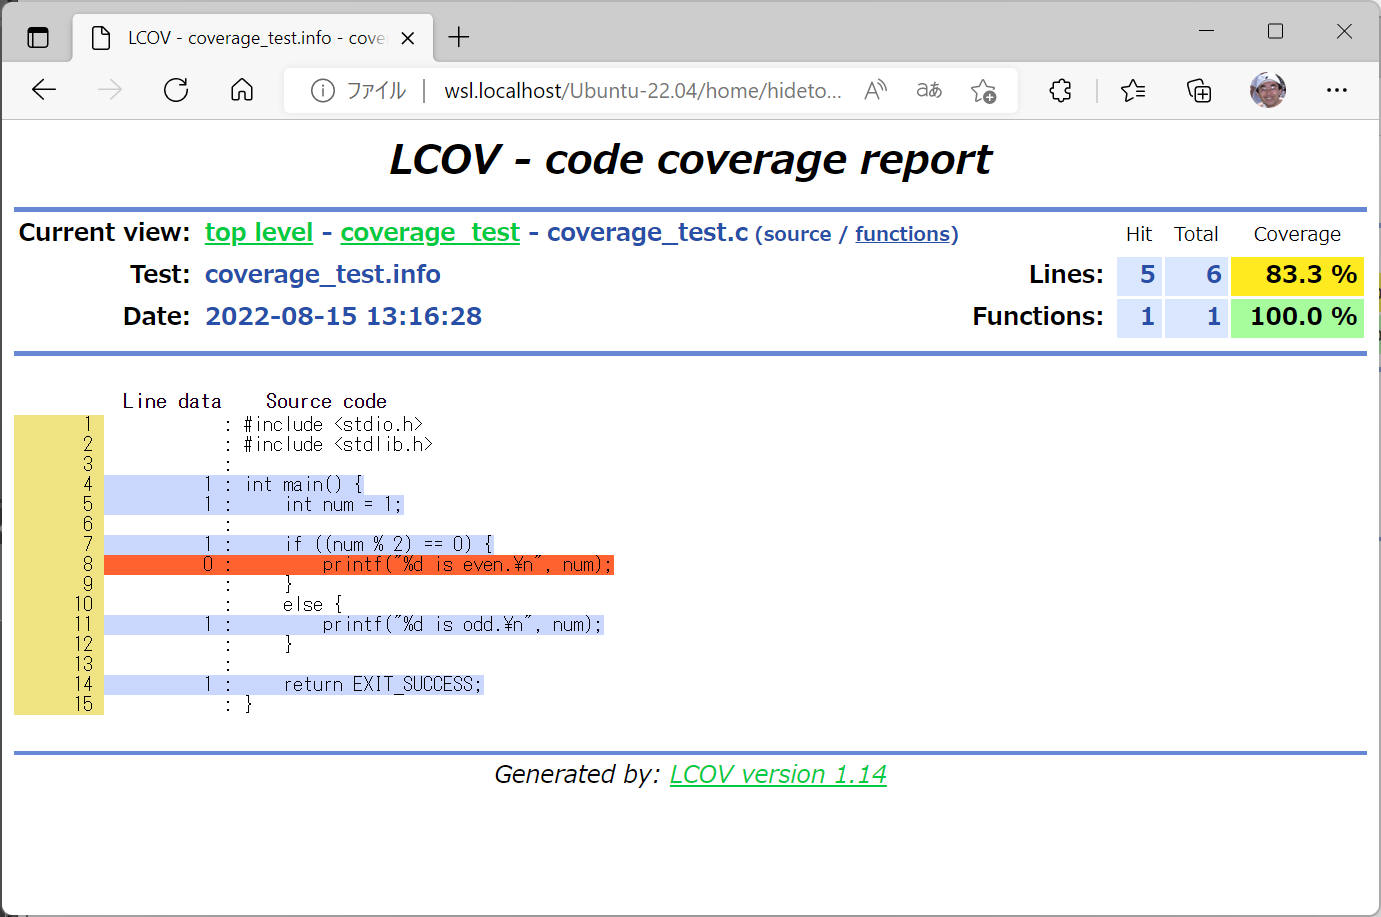 LCOV - coverage_test.info - cove
ファイル | wsl.localhost/Ubuntu-22.04/home/hideto... A aあ
LCOV - code coverage report
Current view: top level - coverage_test - coverage_test.c (source / functions) Hit Total Coverage
Test: coverage_test.info Lines: 5 6 83.3 %
Date: 2022-08-15 13:16:28 Functions: 1 1 100.0 %
Line data Source code
1 : #include <stdio.h>
2 : #include <stdlib.h>
3 :
4 1 : int main() {
5 1 :     int num = 1;
6 :
7 1 :     if ((num % 2) == 0) {
8 0 :         printf("%d is even.¥n", num);
9 :     }
10 :     else {
11 1 :         printf("%d is odd.¥n", num);
12 :     }
13 :
14 1 :     return EXIT_SUCCESS;
15 : }
Generated by: LCOV version 1.14